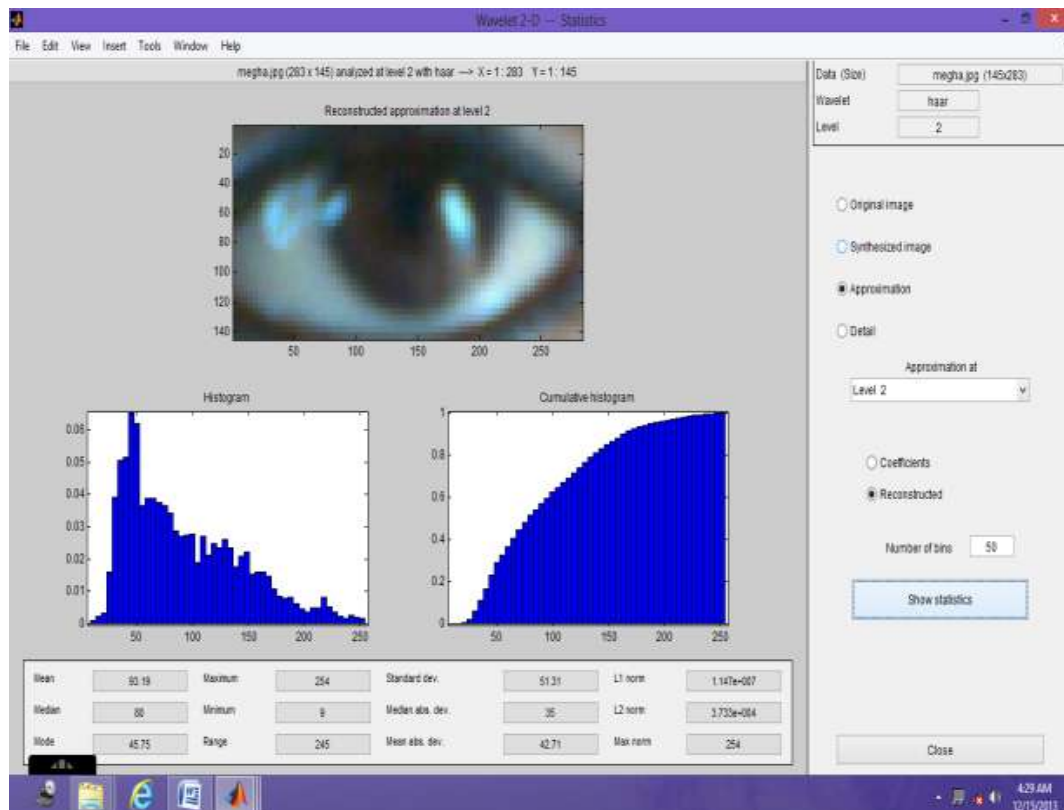 Wavelet 2-D -- Statistics
File Edit View Insert Tools Window Help
megha.jpg (283 x 145) analyzed at level 2 with haar ---> X = 1 : 283 Y = 1 : 145
Data (Size) megha.jpg (145x283)
Wavelet haar
Level 2
Reconstructed approximation at level 2
20
40
60
80
100
120
140
50 100 150 200 250
Original image
Synthesized image
Approximation
Detail
Approximation at
Level 2
Coefficients
Reconstructed
Number of bins 50
Show statistics
Close
Histogram
0.06
0.05
0.04
0.03
0.02
0.01
0
50 100 150 200 250
Cumulative histogram
1
0.8
0.6
0.4
0.2
0
50 100 150 200 250
Mean 93.19 Maximum 254 Standard dev. 51.31 L1 norm 1.147e+007
Median 80 Minimum 9 Median abs. dev. 35 L2 norm 3.733e+004
Mode 45.75 Range 245 Mean abs. dev. 42.71 Max norm 254
4:29 AM